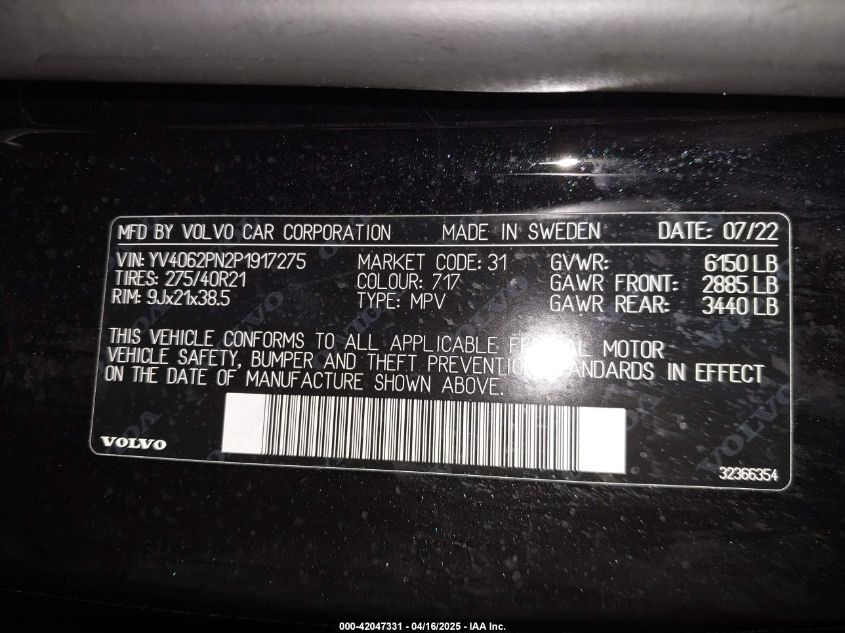 MFD BY VOLVO CAR CORPORATION MADE IN SWEDEN DATE: 07/22
VIN: YV4062PN2P1917275 MARKET CODE: 31 GVWR: 6150 LB
TIRES: 275/40R21 COLOUR: 717 GAWR FRONT: 2885 LB
RIM: 9Jx21x38.5 TYPE: MPV GAWR REAR: 3440 LB
THIS VEHICLE CONFORMS TO ALL APPLICABLE FEDERAL MOTOR
VEHICLE SAFETY, BUMPER AND THEFT PREVENTION STANDARDS IN EFFECT
ON THE DATE OF MANUFACTURE SHOWN ABOVE.
VOLVO
32366354
000-42047331 - 04/16/2025 - IAA Inc.